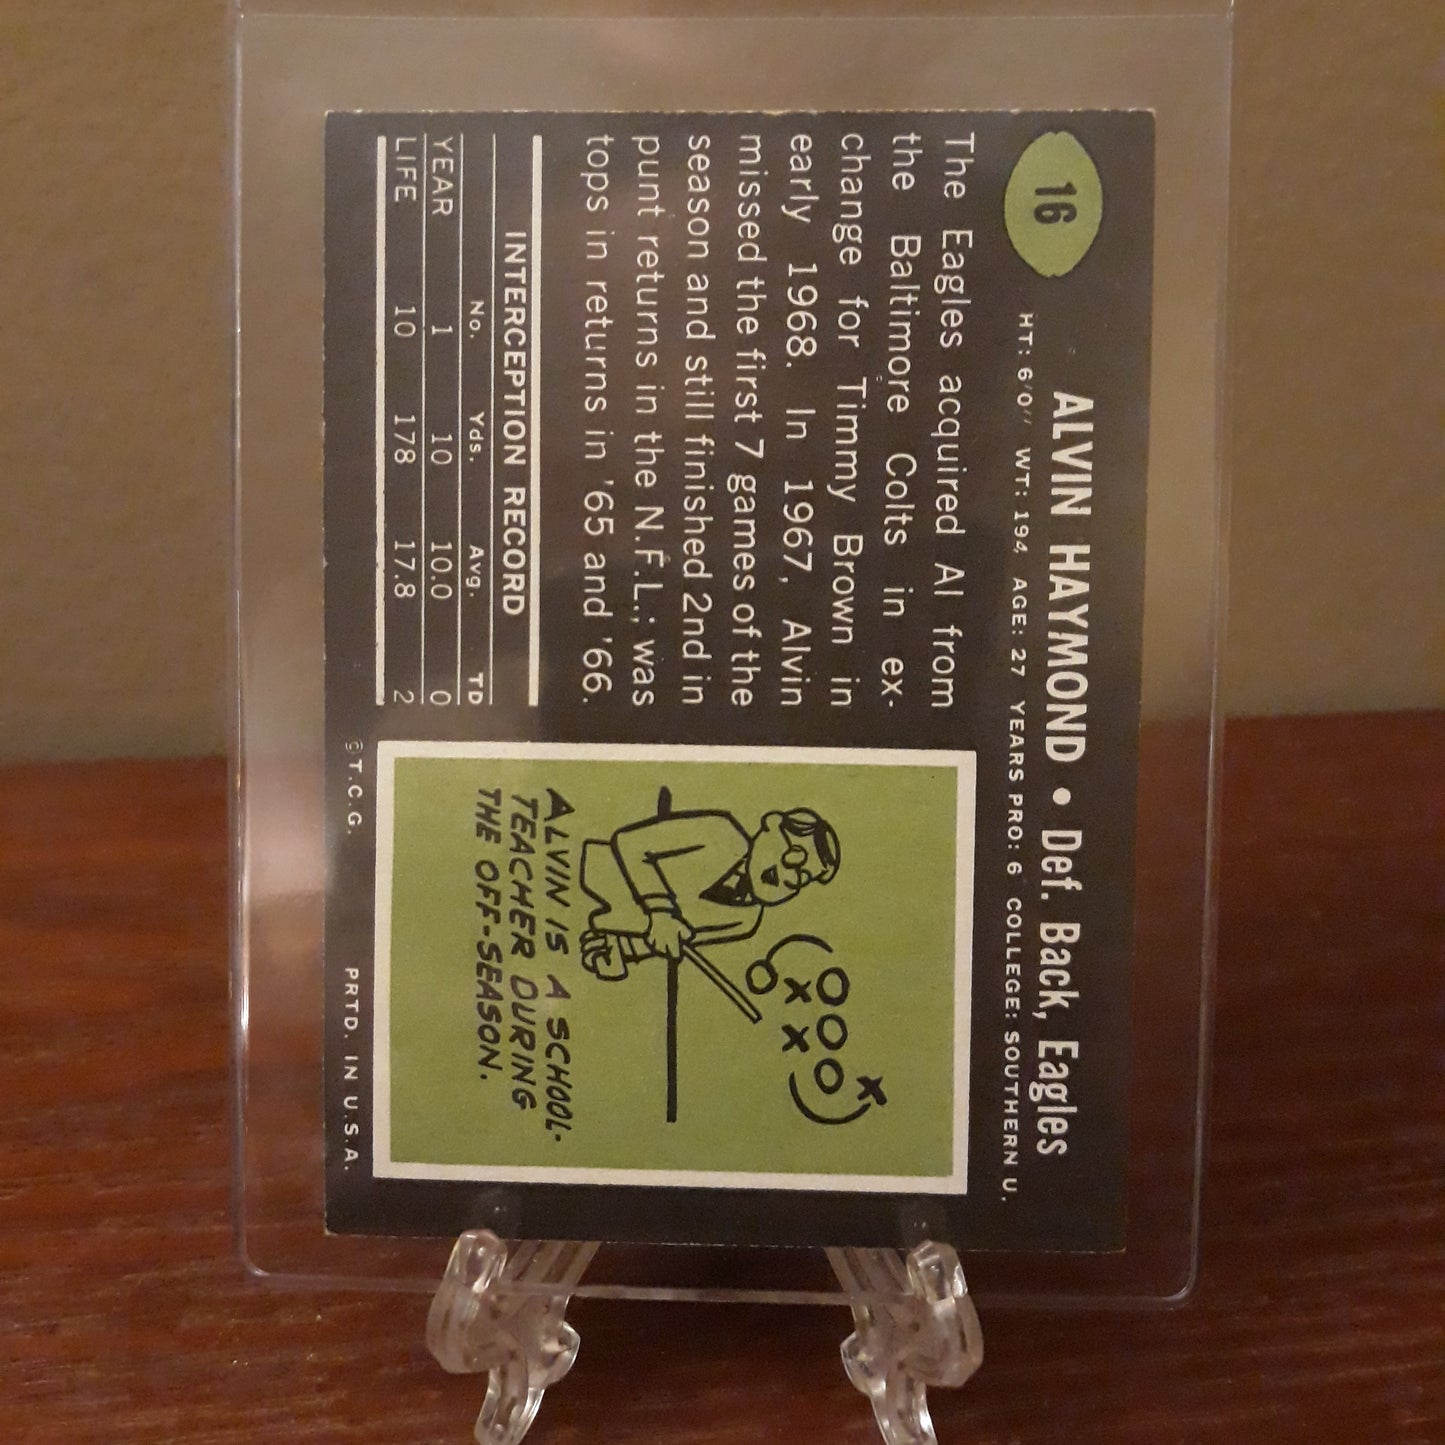 16
ALVIN HAYMOND • Def. Back, Eagles
HT: 6'0" WT: 194 AGE: 27 YEARS PRO: 6 COLLEGE: SOUTHERN U.
The Eagles acquired Al from
the Baltimore Colts in ex-
change for Timmy Brown in
early 1968. In 1967, Alvin
missed the first 7 games of the
season and still finished 2nd in
punt returns in the N.F.L.; was
tops in returns in '65 and '66.
INTERCEPTION RECORD
No. Yds. Avg. TD
YEAR 1 10 10.0 0
LIFE 10 178 17.8 2
ALVIN IS A SCHOOL-
TEACHER DURING
THE OFF-SEASON.
©T.C.G. PRTD. IN U.S.A.